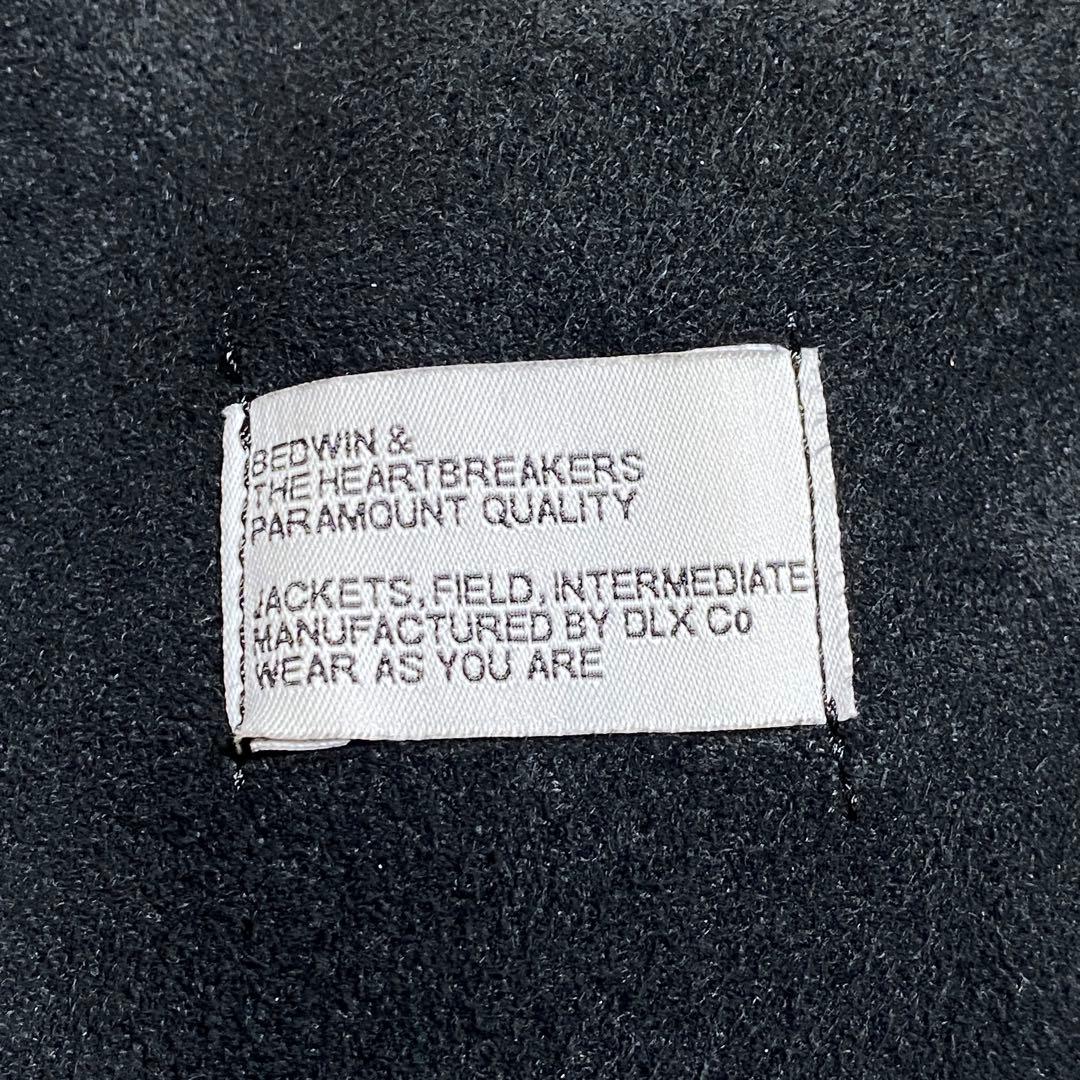 BEDWIN &
THE HEARTBREAKERS
PARAMOUNT QUALITY
JACKETS, FIELD, INTERMEDIATE
MANUFACTURED BY DLX Co
WEAR AS YOU ARE